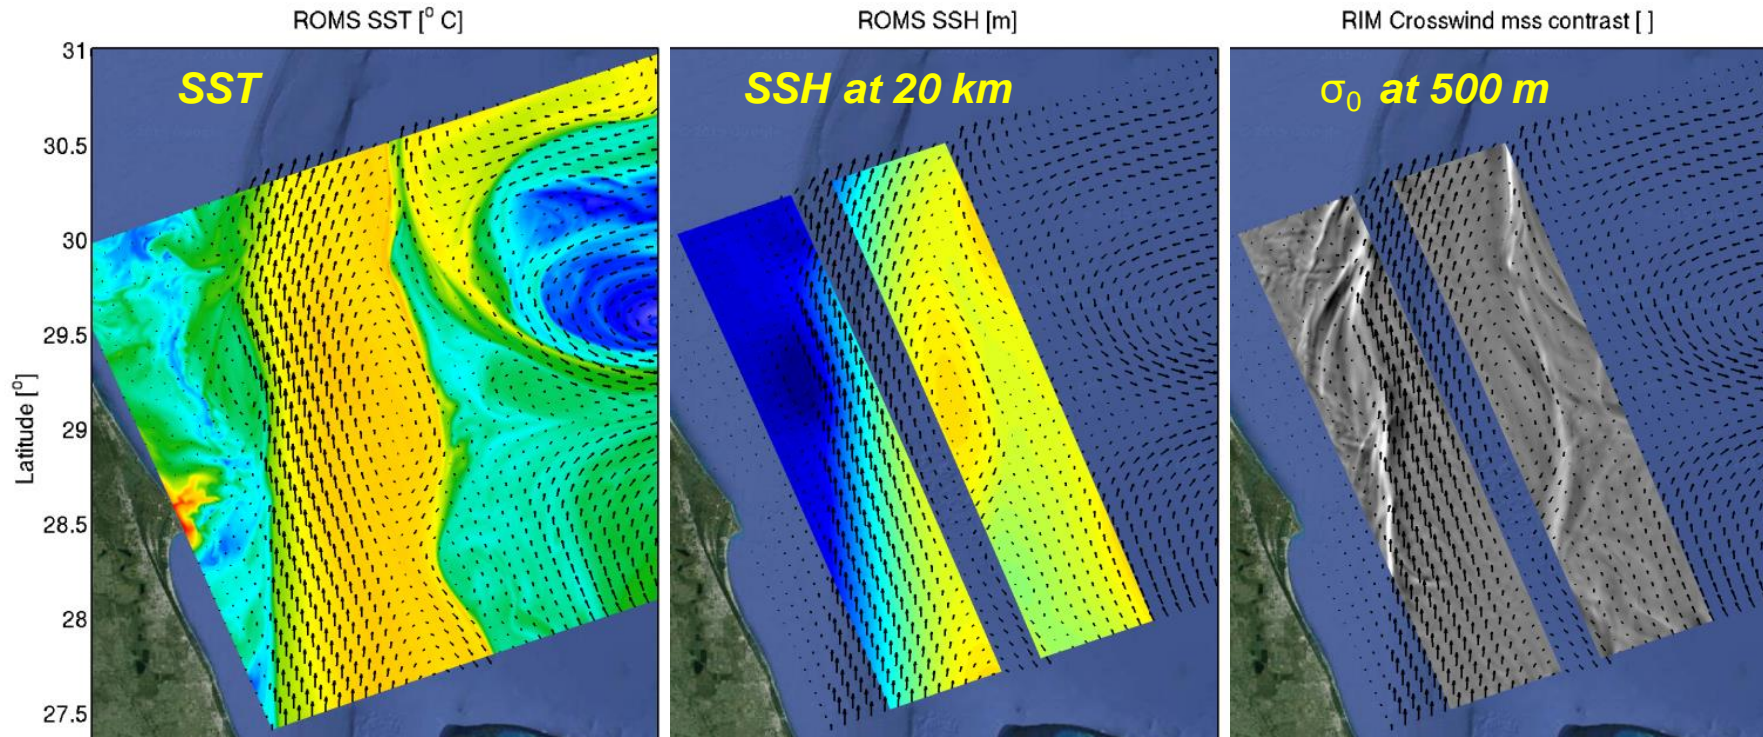 ROMS SST [° C]
ROMS SSH [m]
RIM Crosswind mss contrast [ ]
SST
SSH at 20 km
σ₀ at 500 m
Latitude [°]
31
30.5
30
29.5
29
28.5
28
27.5